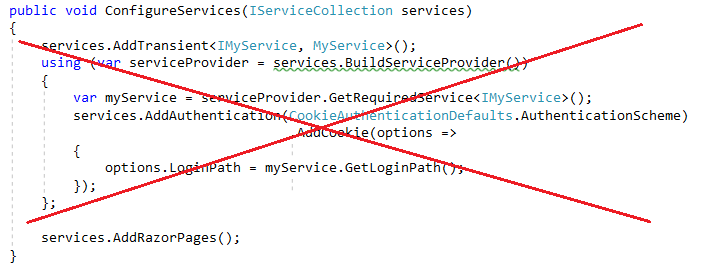 public void ConfigureServices(IServiceCollection services)
{
    services.AddTransient<IMyService, MyService>();
    using (var serviceProvider = services.BuildServiceProvider())
    {
        var myService = serviceProvider.GetRequiredService<IMyService>();
        services.AddAuthentication(CookieAuthenticationDefaults.AuthenticationScheme)
                                    .AddCookie(options =>
        {
            options.LoginPath = myService.GetLoginPath();
        });
    };
    services.AddRazorPages();
}